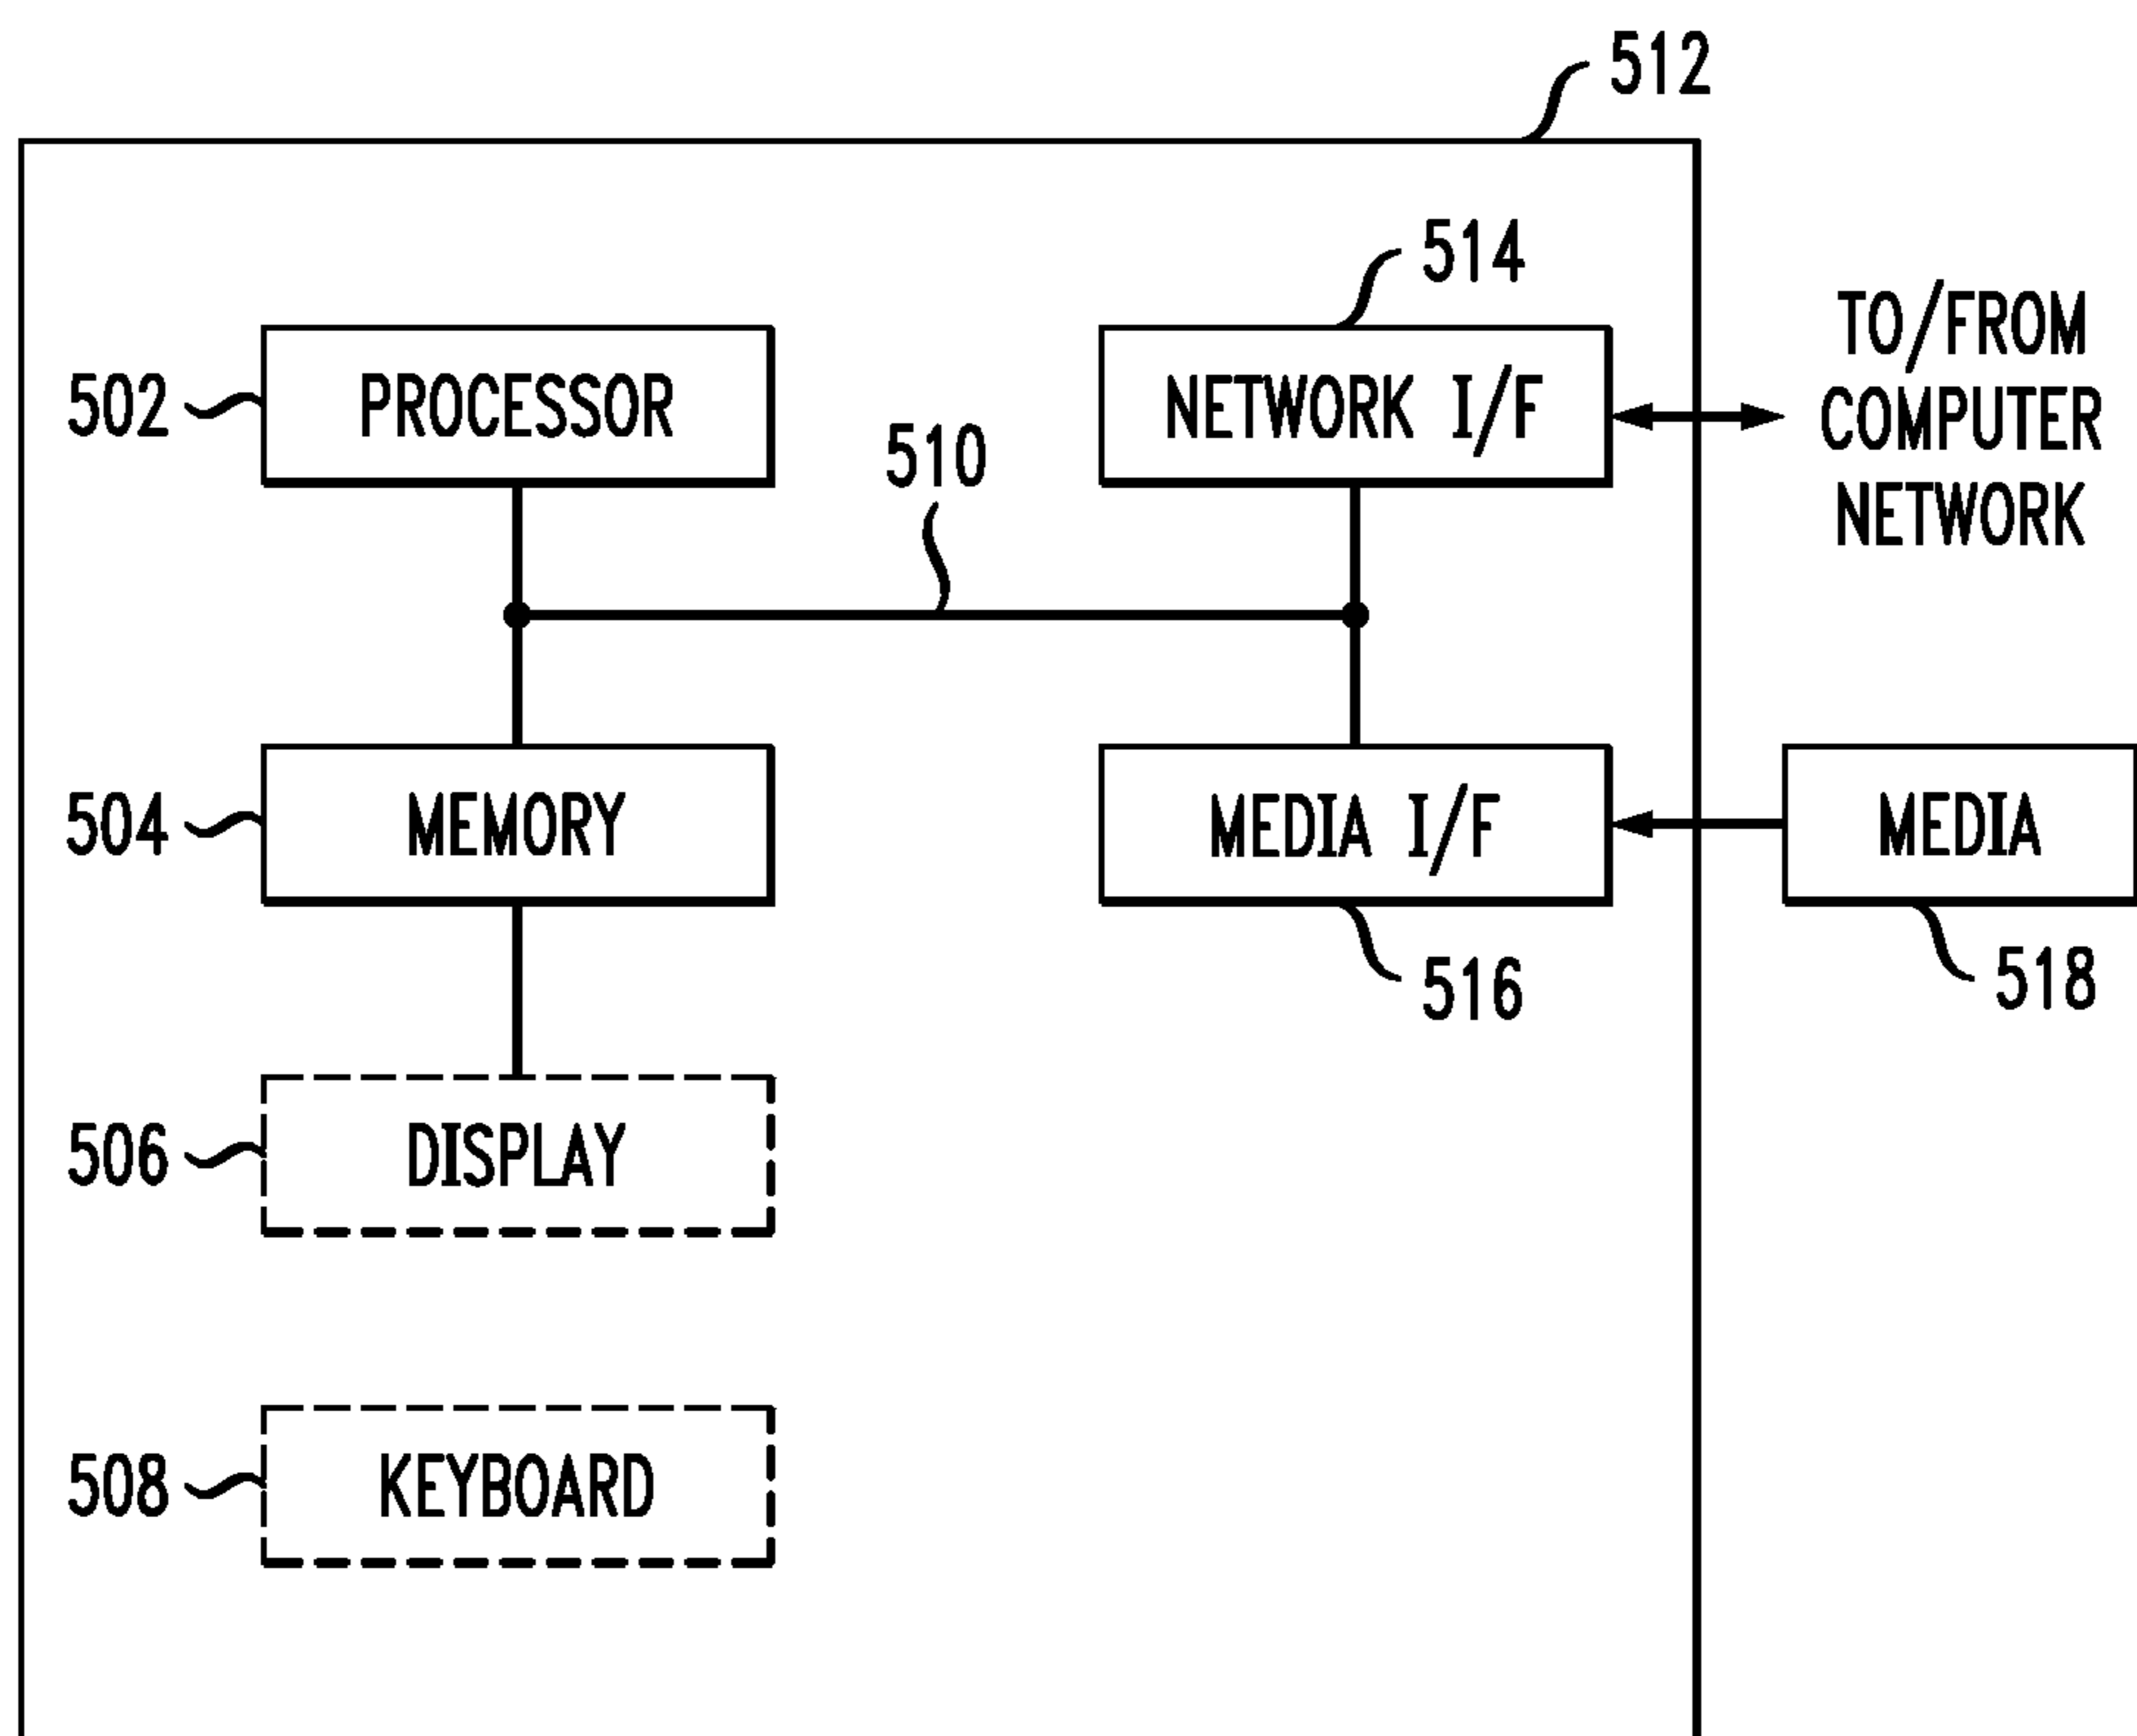 512
514
TO/FROM
COMPUTER
NETWORK
502
PROCESSOR
NETWORK I/F
510
504
MEMORY
MEDIA I/F
MEDIA
516
518
506
DISPLAY
508
KEYBOARD